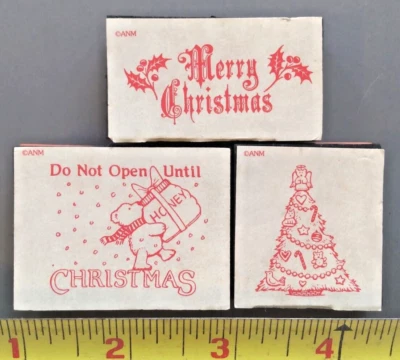 ©ANM
Merry
Christmas
©ANM
Do Not Open Until
HONEY
CHRISTMAS
©ANM
1 2 3 4